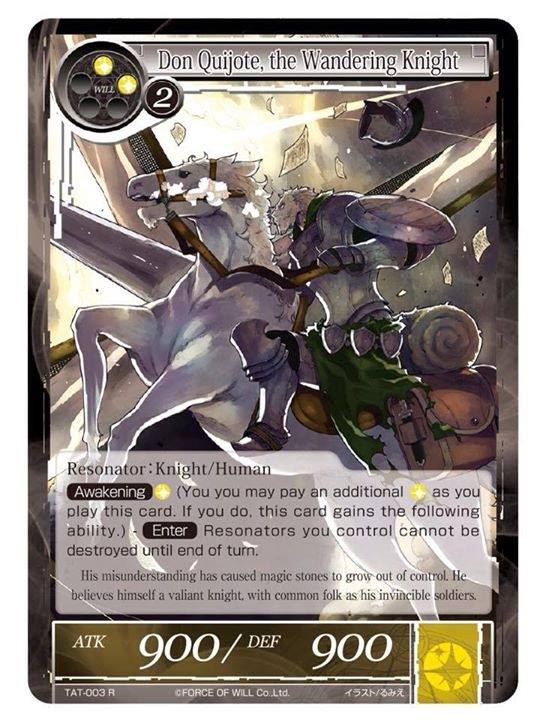 Don Quijote, the Wandering Knight
WILL
2
Resonator : Knight/Human
Awakening (You you may pay an additional as you
play this card. If you do, this card gains the following
ability.) - Enter Resonators you control cannot be
destroyed until end of turn.
His misunderstanding has caused magic stones to grow out of control. He
believes himself a valiant knight, with common folk as his invincible soldiers.
ATK 900 / DEF 900
TAT-003 R ©FORCE OF WILL Co.,Ltd. イラスト/るみえ